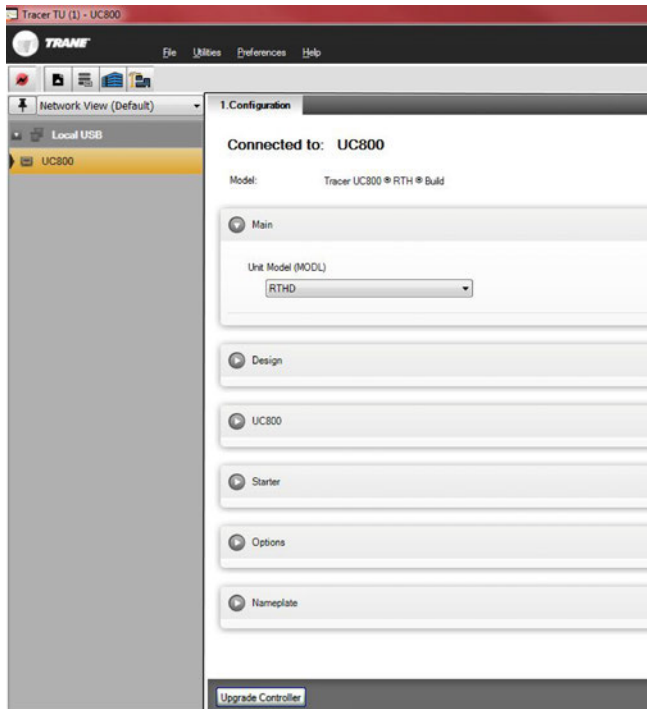 Tracer TU (1) - UC800
TRANE
File Utilities Preferences Help
Network View (Default)
1.Configuration
Local USB
UC800
Connected to: UC800
Model: Tracer UC800 ® RTH ® Build
Main
Unit Model (MODL)
RTHD
Design
UC800
Starter
Options
Nameplate
Upgrade Controller